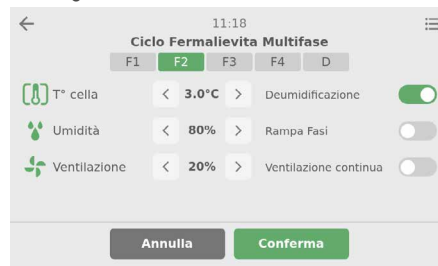 11:18
Ciclo Fermalievita Multifase
F1 F2 F3 F4 D
T° cella < 3.0°C > Deumidificazione
Umidità < 80% > Rampa Fasi
Ventilazione < 20% > Ventilazione continua
Annulla Conferma